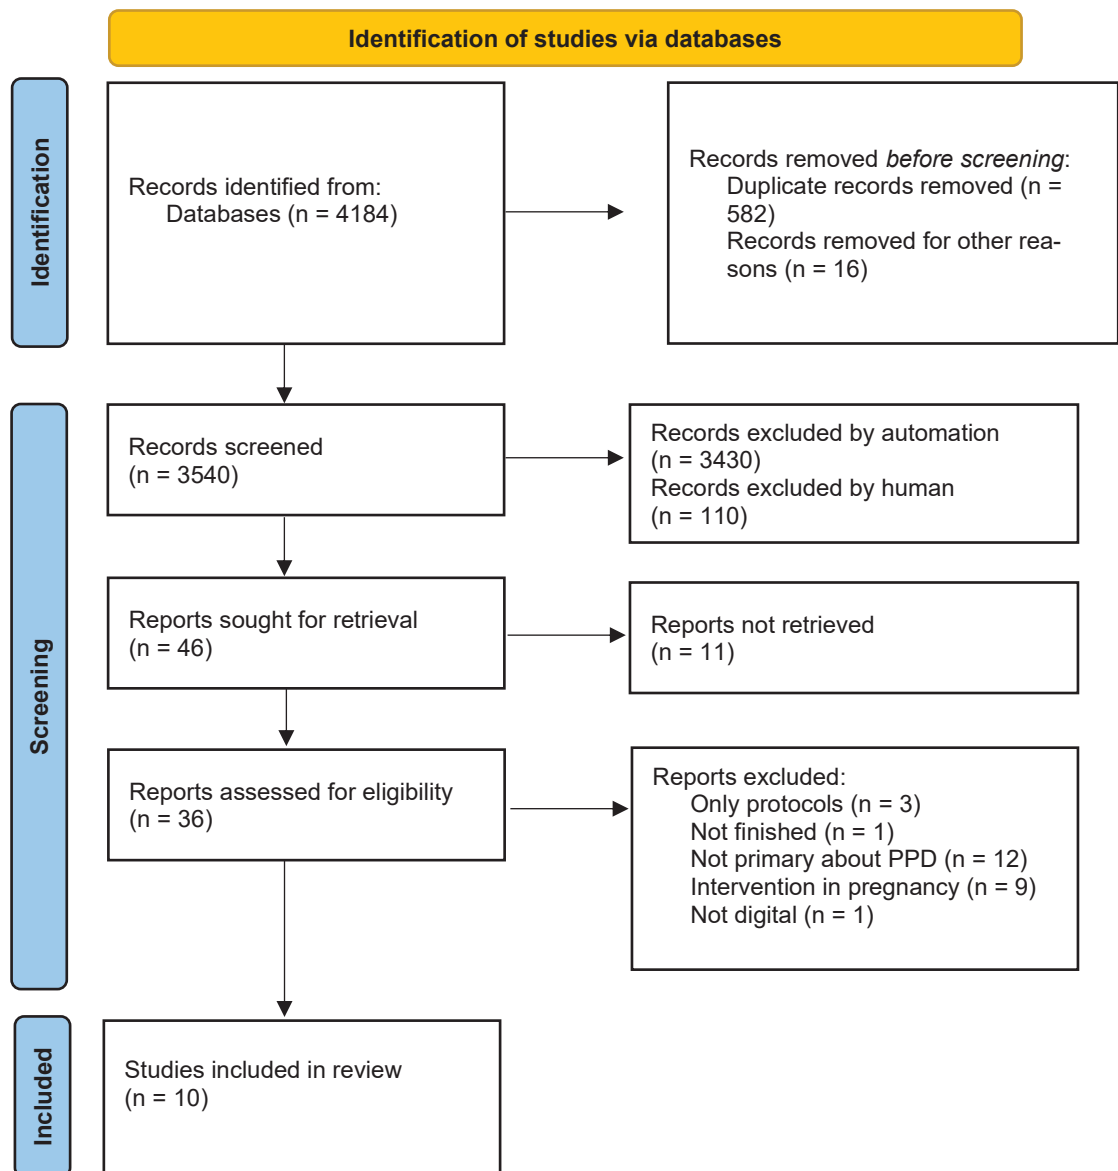 Identification of studies via databases
Identification
Records identified from:
Databases (n = 4184)
Records removed before screening:
Duplicate records removed (n =
582)
Records removed for other rea-
sons (n = 16)
Screening
Records screened
(n = 3540)
Records excluded by automation
(n = 3430)
Records excluded by human
(n = 110)
Reports sought for retrieval
(n = 46)
Reports not retrieved
(n = 11)
Reports assessed for eligibility
(n = 36)
Reports excluded:
Only protocols (n = 3)
Not finished (n = 1)
Not primary about PPD (n = 12)
Intervention in pregnancy (n = 9)
Not digital (n = 1)
Included
Studies included in review
(n = 10)